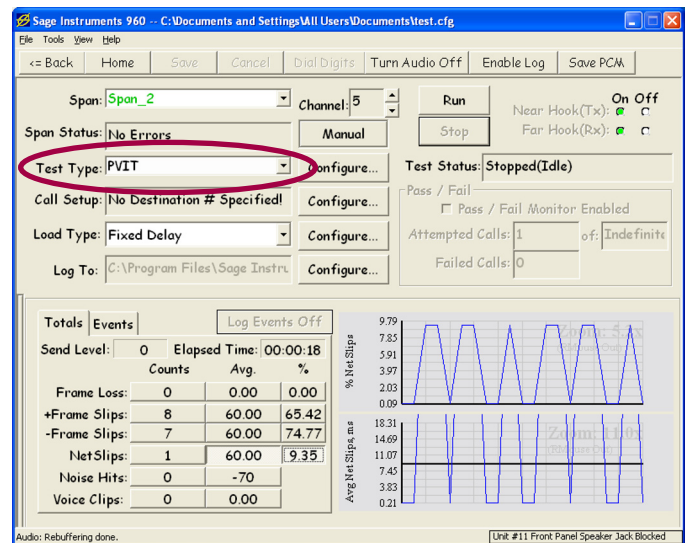 Sage Instruments 960 -- C:\Documents and Settings\All Users\Documents\test.cfg
File Tools View Help
<= Back Home Save Cancel Dial Digits Turn Audio Off Enable Log Save PCM
Span: Span_2 Channel: 5 Run On Off
Near Hook(Tx):
Span Status: No Errors Manual Stop Far Hook(Rx):
Test Type: PVIT Configure... Test Status: Stopped(Idle)
Call Setup: No Destination # Specified! Configure... Pass / Fail
Pass / Fail Monitor Enabled
Load Type: Fixed Delay Configure... Attempted Calls: 1 of: Indefinite
Log To: C:\Program Files\Sage Instru Configure... Failed Calls: 0
Totals Events Log Events Off
Send Level: 0 Elapsed Time: 00:00:18
Counts Avg. %
Frame Loss: 0 0.00 0.00
+Frame Slips: 8 60.00 65.42
-Frame Slips: 7 60.00 74.77
NetSlips: 1 60.00 9.35
Noise Hits: 0 -70
Voice Clips: 0 0.00
% Net Slips
9.79
7.85
5.91
3.97
2.03
0.09
Avg Net Slips, ms
18.31
14.69
11.07
7.45
3.83
0.21
Audio: Rebuffering done. Unit #11 Front Panel Speaker Jack Blocked